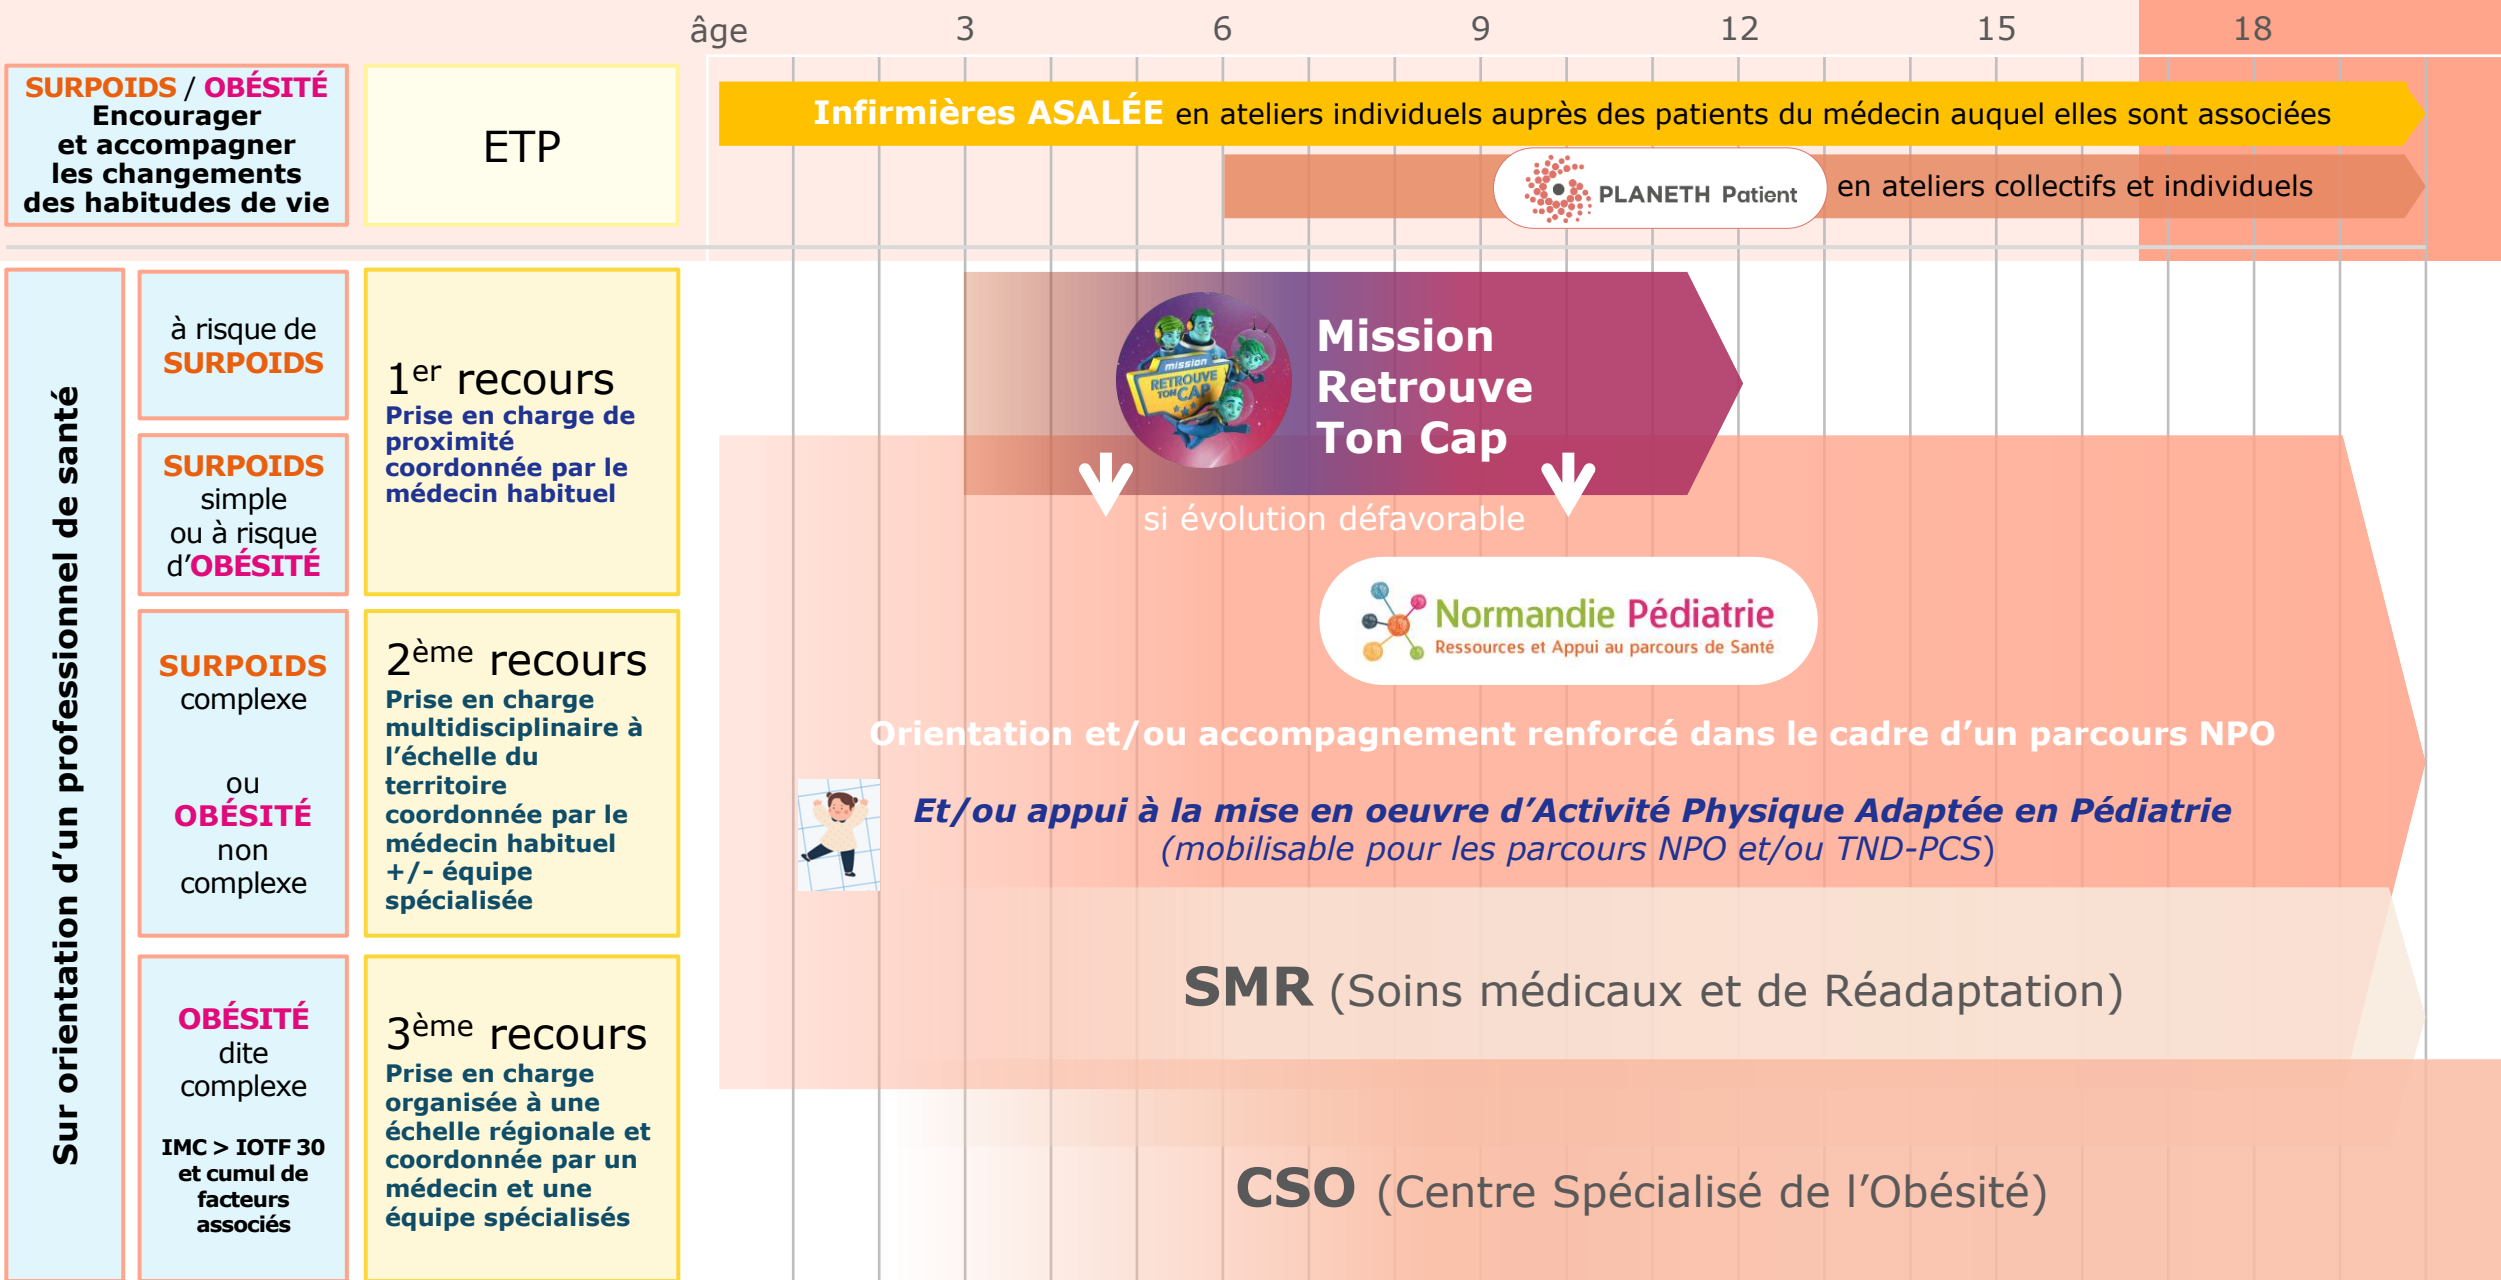 âge 3 6 9 12 15 18
SURPOIDS / OBÉSITÉ
Encourager
et accompagner
les changements
des habitudes de vie
ETP
Infirmières ASALÉE en ateliers individuels auprès des patients du médecin auquel elles sont associées
PLANETH Patient en ateliers collectifs et individuels
Sur orientation d'un professionnel de santé
à risque de
SURPOIDS
SURPOIDS
simple
ou à risque
d'OBÉSITÉ
1er recours
Prise en charge de
proximité
coordonnée par le
médecin habituel
mission
RETROUVE
TON CAP
Mission
Retrouve
Ton Cap
si évolution défavorable
Normandie Pédiatrie
Ressources et Appui au parcours de Santé
SURPOIDS
complexe
ou
OBÉSITÉ
non
complexe
2ème recours
Prise en charge
multidisciplinaire à
l'échelle du
territoire
coordonnée par le
médecin habituel
+/- équipe
spécialisée
Orientation et/ou accompagnement renforcé dans le cadre d'un parcours NPO
Et/ou appui à la mise en oeuvre d'Activité Physique Adaptée en Pédiatrie
(mobilisable pour les parcours NPO et/ou TND-PCS)
SMR (Soins médicaux et de Réadaptation)
OBÉSITÉ
dite
complexe
IMC > IOTF 30
et cumul de
facteurs
associés
3ème recours
Prise en charge
organisée à une
échelle régionale et
coordonnée par un
médecin et une
équipe spécialisés
CSO (Centre Spécialisé de l'Obésité)